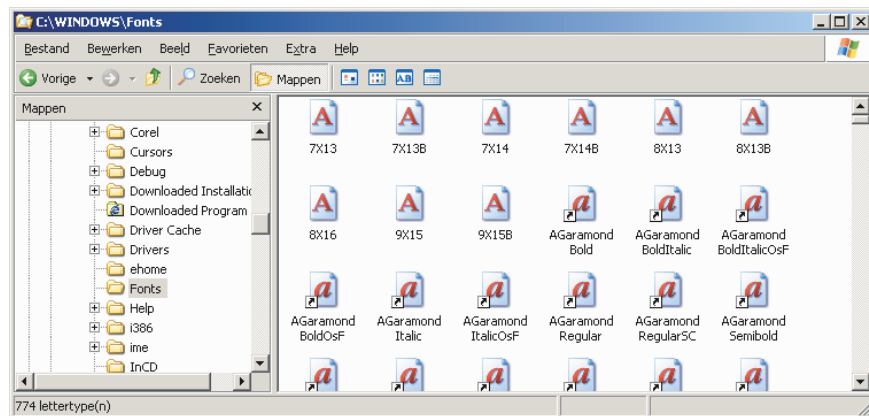 C:\WINDOWS\Fonts
Bestand Bewerken Beeld Favorieten Extra Help
Vorige Zoeken Mappen
Mappen
Corel
Cursors
Debug
Downloaded Installatio
Downloaded Program
Driver Cache
Drivers
ehome
Fonts
Help
i386
ime
InCD
7X13 7X13B 7X14 7X14B 8X13 8X13B
8X16 9X15 9X15B AGaramond AGaramond AGaramond
Bold BoldItalic BoldItalicOsF
AGaramond AGaramond AGaramond AGaramond AGaramond AGaramond
BoldOsF Italic ItalicOsF Regular RegularSC Semibold
774 lettertype(n)